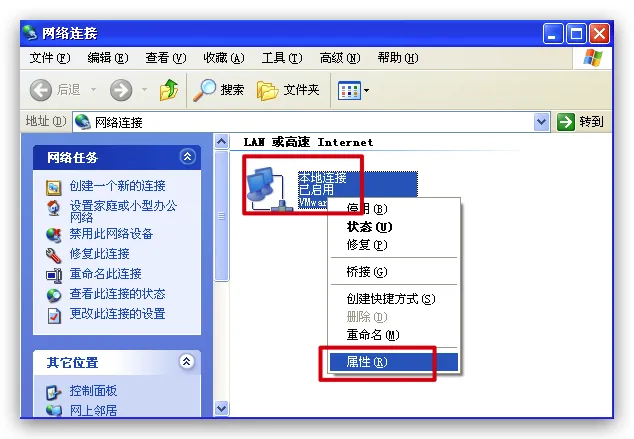 网络连接
文件(F) 编辑(E) 查看(V) 收藏(A) 工具(T) 高级(N) 帮助(H)
后退 搜索 文件夹
地址(D) 网络连接 转到
网络任务
创建一个新的连接
设置家庭或小型办公
网络
禁用此网络设备
修复此连接
重命名此连接
查看此连接的状态
更改此连接的设置
其它位置
控制面板
网上邻居
LAN 或高速 Internet
本地连接
已启用
VMwar
停用(B)
状态(U)
修复(P)
桥接(G)
创建快捷方式(S)
删除(D)
重命名(M)
属性(R)